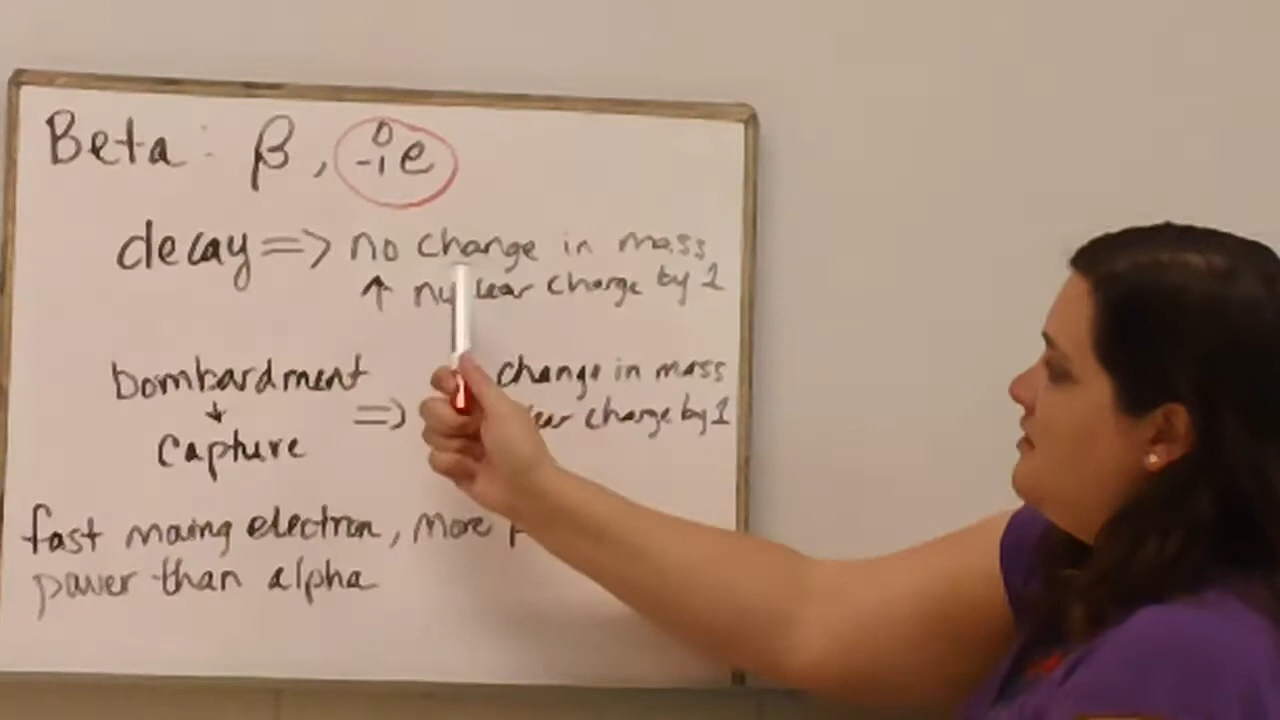 Beta: β, ⁰₋₁e
decay => no change in mass
↑ nuclear charge by 1
bombardment
↓
capture
=> change in mass
charge by 1
fast moving electron, more
power than alpha